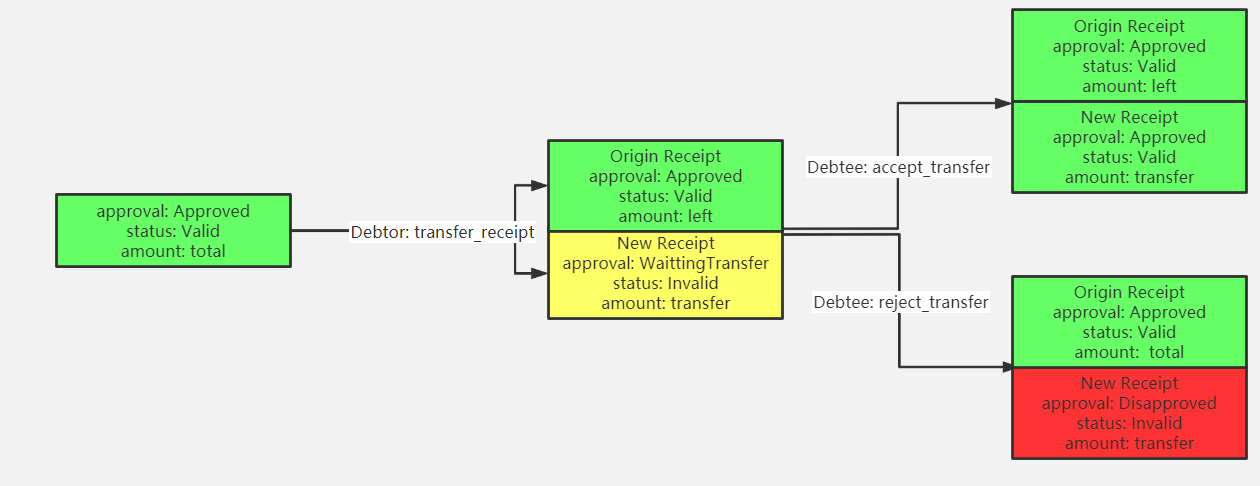 approval: Approved
status: Valid
amount: total
Debtor: transfer_receipt
Origin Receipt
approval: Approved
status: Valid
amount: left
New Receipt
approval: WaittingTransfer
status: Invalid
amount: transfer
Debtee: accept_transfer
Origin Receipt
approval: Approved
status: Valid
amount: left
New Receipt
approval: Approved
status: Valid
amount: transfer
Debtee: reject_transfer
Origin Receipt
approval: Approved
status: Valid
amount:  total
New Receipt
approval: Disapproved
status: Invalid
amount: transfer